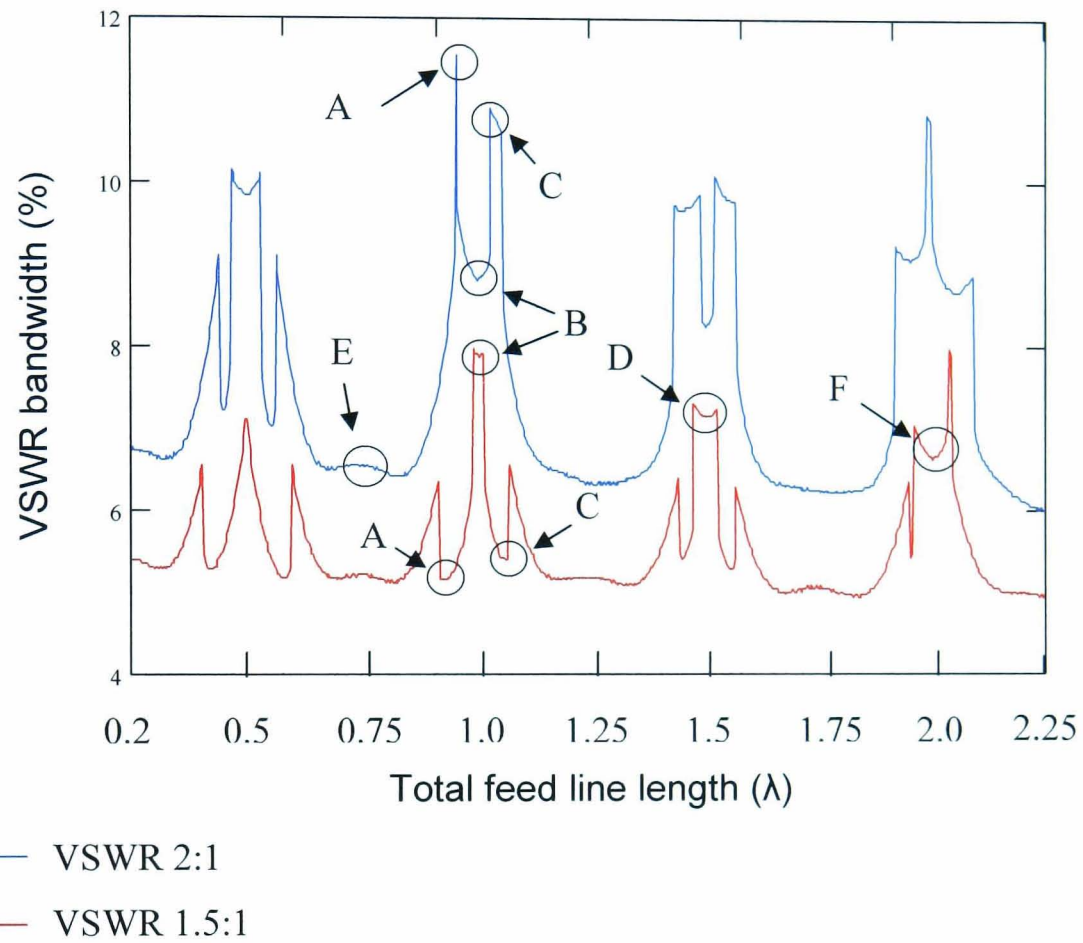 12
A
C
10
VSWR bandwidth (%)
B
8
E
D
F
6
A
C
4
0.2 0.5 0.75 1.0 1.25 1.5 1.75 2.0 2.25
Total feed line length (λ)
VSWR 2:1
VSWR 1.5:1